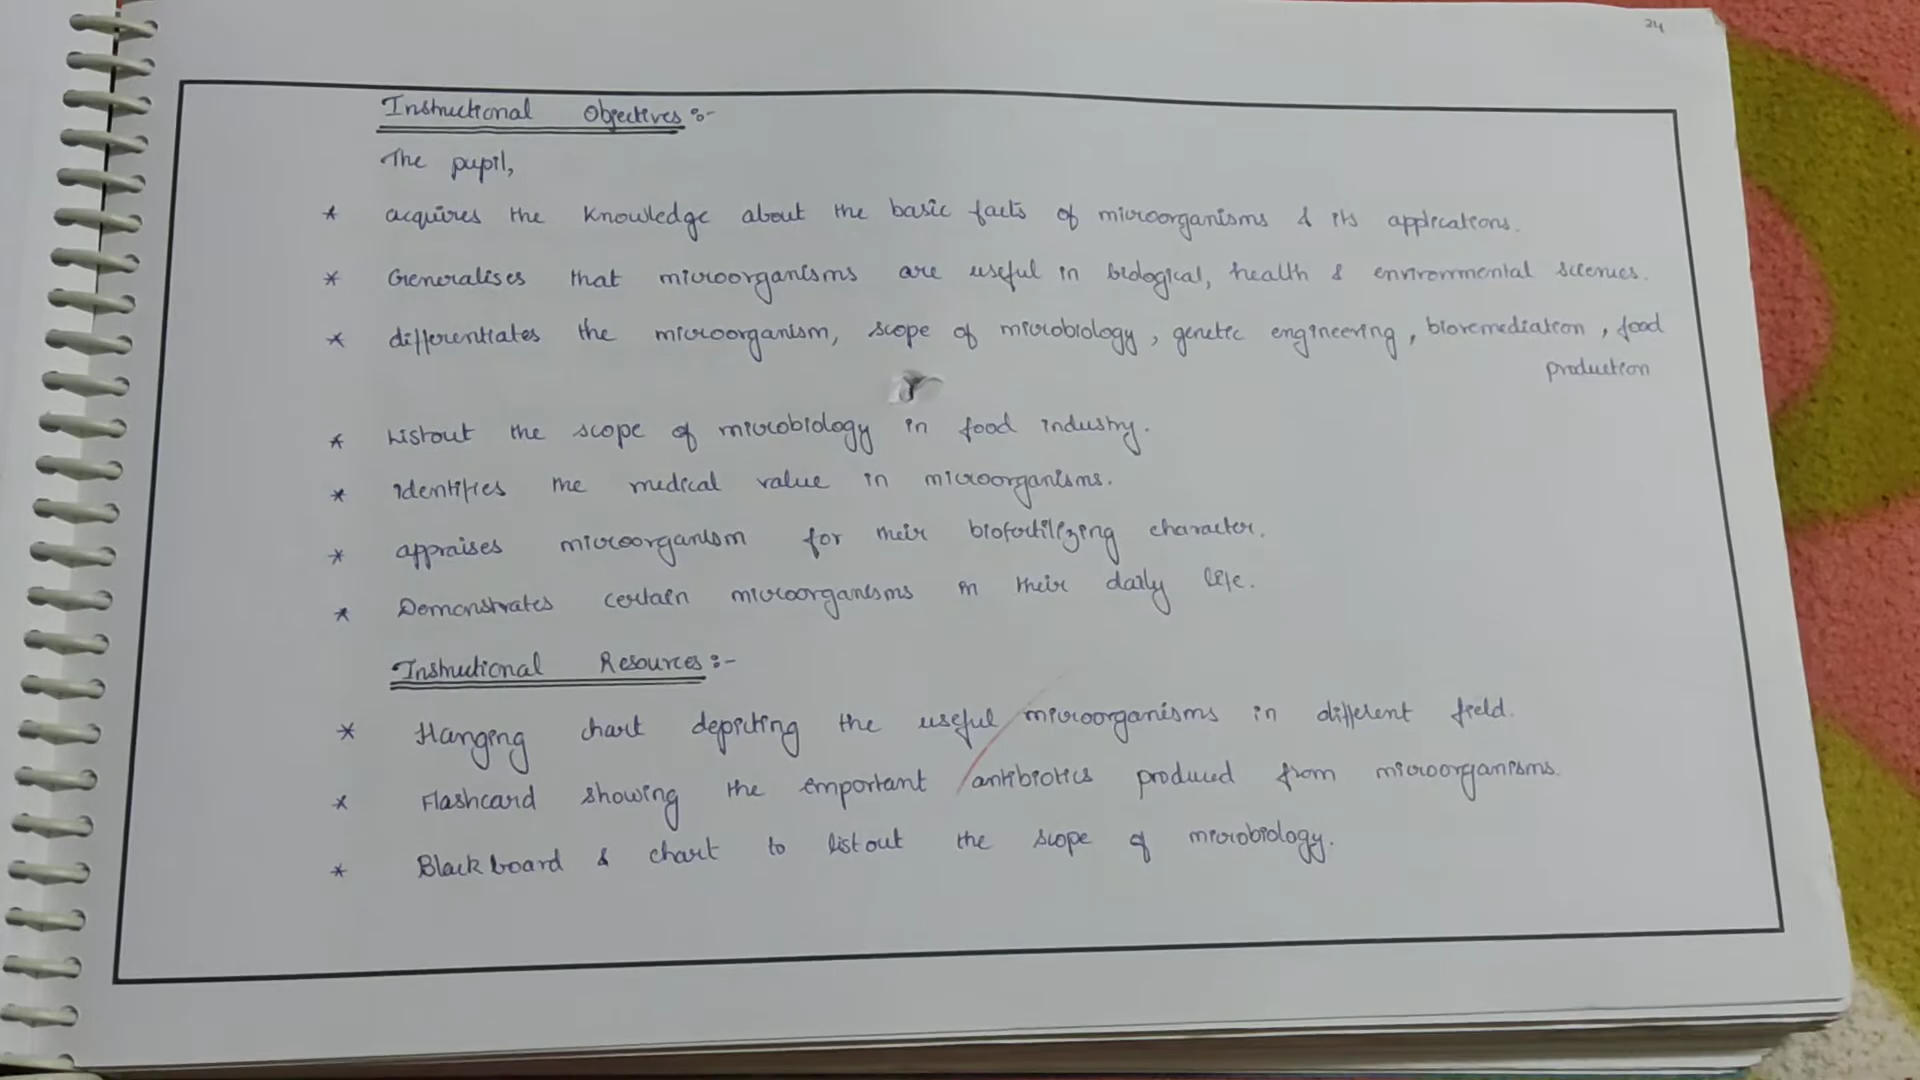 24
Instructional Objectives :-
The pupil,
* acquires the knowledge about the basic facts of microorganisms & its applications.
* Generalises that microorganisms are useful in biological, health & environmental sciences.
* differentiates the microorganism, scope of microbiology, genetic engineering, bioremediation, food
production
* Listout the scope of microbiology in food industry.
* identifies the medical value in microorganisms.
* appraises microorganism for their biofertilizing character.
* Demonstrates certain microorganisms in their daily life.
Instructional Resources :-
* Hanging chart depicting the useful microorganisms in different field.
* Flashcard showing the important antibiotics produced from microorganisms.
* Black board & chart to list out the scope of microbiology.